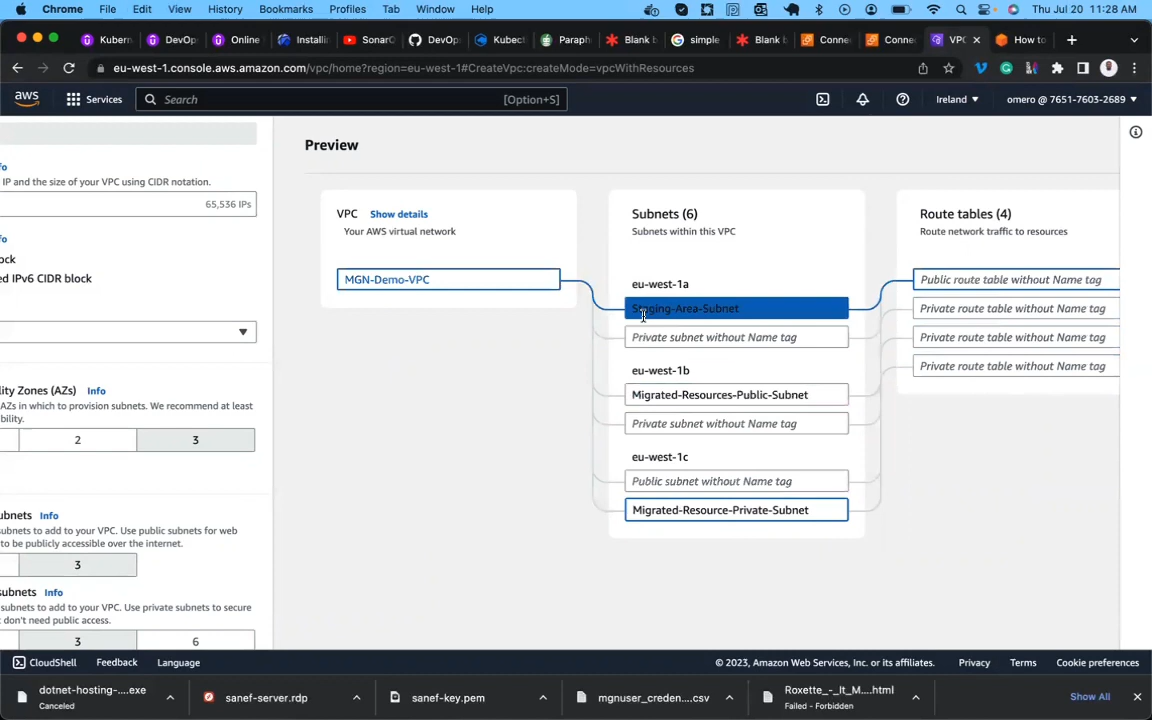 Chrome File Edit View History Bookmarks Profiles Tab Window Help Thu Jul 20 11:28 AM
Kubern DevOp Online Installin SonarQ DevOp Kubect Paraph Blank b simple Blank b Conne Conne VPC How to
eu-west-1.console.aws.amazon.com/vpc/home?region=eu-west-1#CreateVpc:createMode=vpcWithResources
aws Services Search [Option+S] Ireland omero @ 7651-7603-2689
Preview
fo
IP and the size of your VPC using CIDR notation.
65,536 IPs
fo
ock
ed IPv6 CIDR block
lity Zones (AZs) Info
AZs in which to provision subnets. We recommend at least
bility.
2 3
ubnets Info
subnets to add to your VPC. Use public subnets for web
to be publicly accessible over the internet.
3
subnets Info
subnets to add to your VPC. Use private subnets to secure
don't need public access.
3 6
VPC Show details
Your AWS virtual network
MGN-Demo-VPC
Subnets (6)
Subnets within this VPC
eu-west-1a
Staging-Area-Subnet
Private subnet without Name tag
eu-west-1b
Migrated-Resources-Public-Subnet
Private subnet without Name tag
eu-west-1c
Public subnet without Name tag
Migrated-Resource-Private-Subnet
Route tables (4)
Route network traffic to resources
Public route table without Name tag
Private route table without Name tag
Private route table without Name tag
Private route table without Name tag
CloudShell Feedback Language © 2023, Amazon Web Services, Inc. or its affiliates. Privacy Terms Cookie preferences
dotnet-hosting-....exe
Canceled
sanef-server.rdp
sanef-key.pem
mgnuser_creden....csv
Roxette_-_It_M....html
Failed - Forbidden
Show All